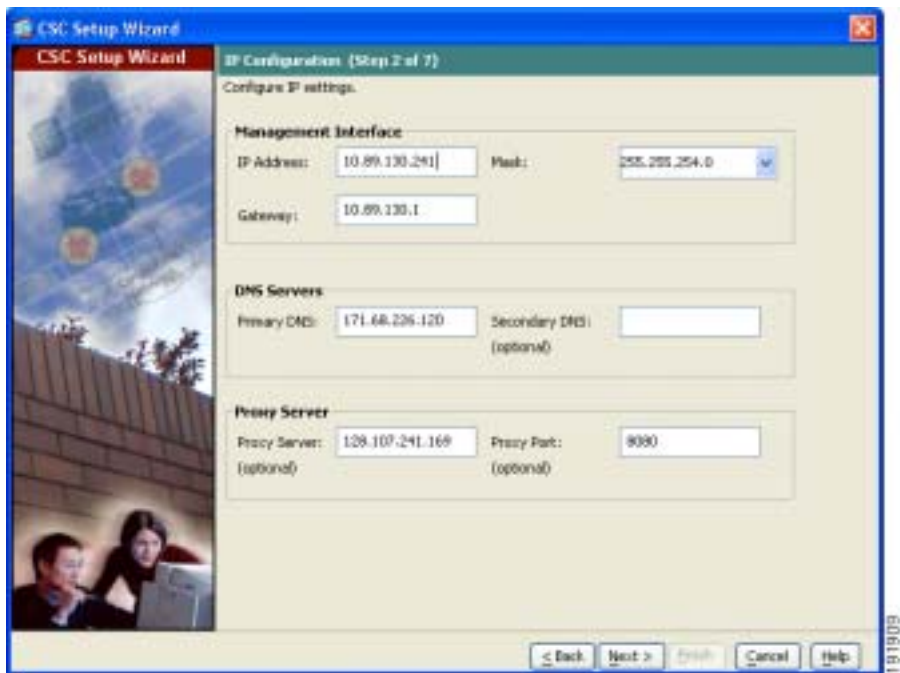 CSC Setup Wizard
CSC Setup Wizard
IP Configuration (Step 2 of 7)
Configure IP settings.
Management Interface
IP Address: 10.89.130.241 Mask: 255.255.254.0
Gateway: 10.89.130.1
DNS Servers
Primary DNS: 171.68.226.120 Secondary DNS:
(optional)
Proxy Server
Proxy Server: 128.107.241.169 Proxy Port: 8080
(optional) (optional)
< Back Next > Finish Cancel Help
191909